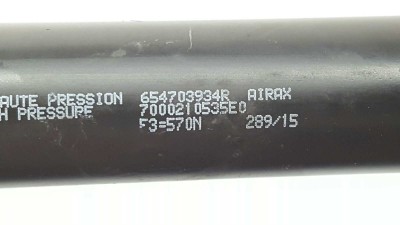 AUTE PRESSION 654703934R AIRAX
H PRESSURE 7000210535E0
F3=570N 289/15